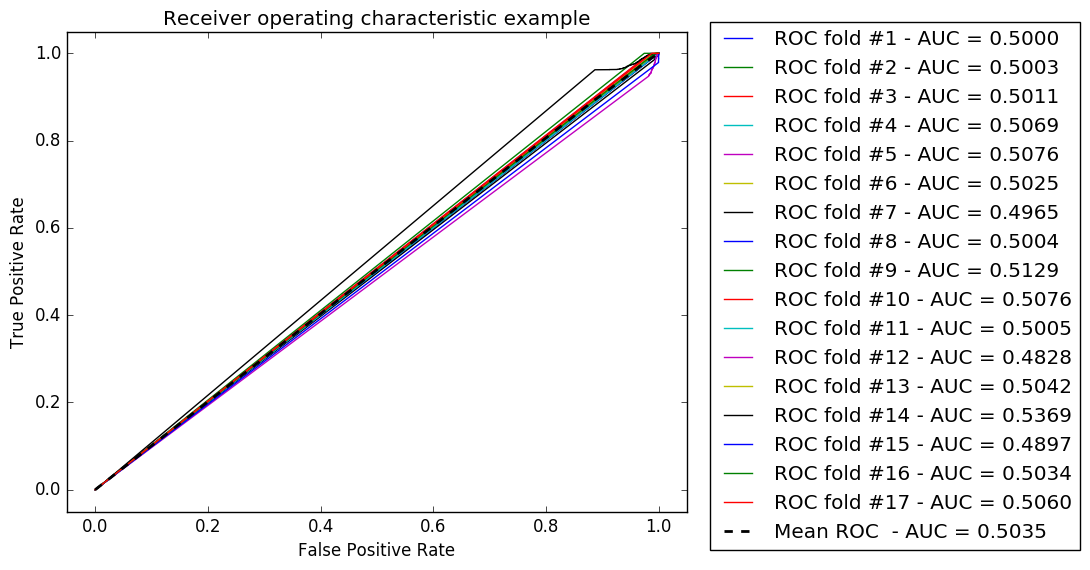 Receiver operating characteristic example
True Positive Rate
1.0
0.8
0.6
0.4
0.2
0.0
0.0 0.2 0.4 0.6 0.8 1.0
False Positive Rate
ROC fold #1 - AUC = 0.5000
ROC fold #2 - AUC = 0.5003
ROC fold #3 - AUC = 0.5011
ROC fold #4 - AUC = 0.5069
ROC fold #5 - AUC = 0.5076
ROC fold #6 - AUC = 0.5025
ROC fold #7 - AUC = 0.4965
ROC fold #8 - AUC = 0.5004
ROC fold #9 - AUC = 0.5129
ROC fold #10 - AUC = 0.5076
ROC fold #11 - AUC = 0.5005
ROC fold #12 - AUC = 0.4828
ROC fold #13 - AUC = 0.5042
ROC fold #14 - AUC = 0.5369
ROC fold #15 - AUC = 0.4897
ROC fold #16 - AUC = 0.5034
ROC fold #17 - AUC = 0.5060
Mean ROC  - AUC = 0.5035